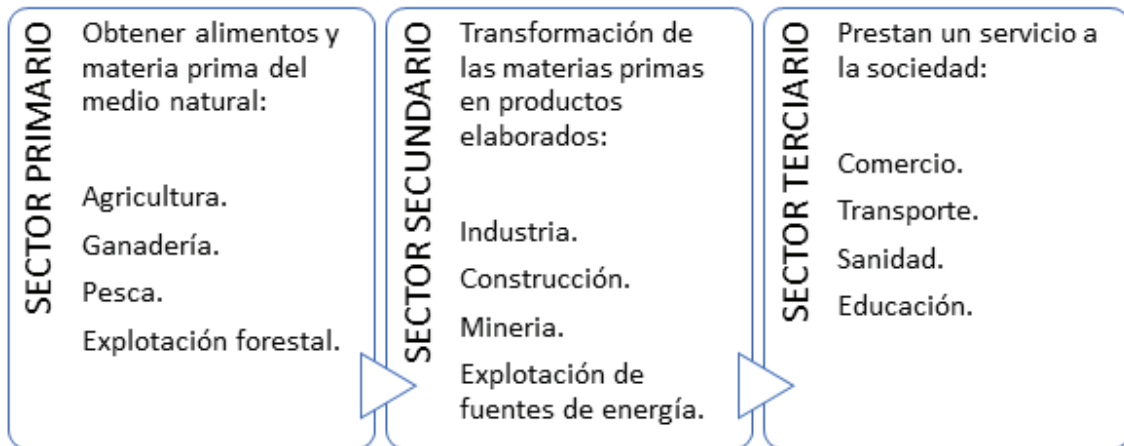 SECTOR PRIMARIO
Obtener alimentos y
materia prima del
medio natural:
Agricultura.
Ganadería.
Pesca.
Explotación forestal.
SECTOR SECUNDARIO
Transformación de
las materias primas
en productos
elaborados:
Industria.
Construcción.
Mineria.
Explotación de
fuentes de energía.
SECTOR TERCIARIO
Prestan un servicio a
la sociedad:
Comercio.
Transporte.
Sanidad.
Educación.